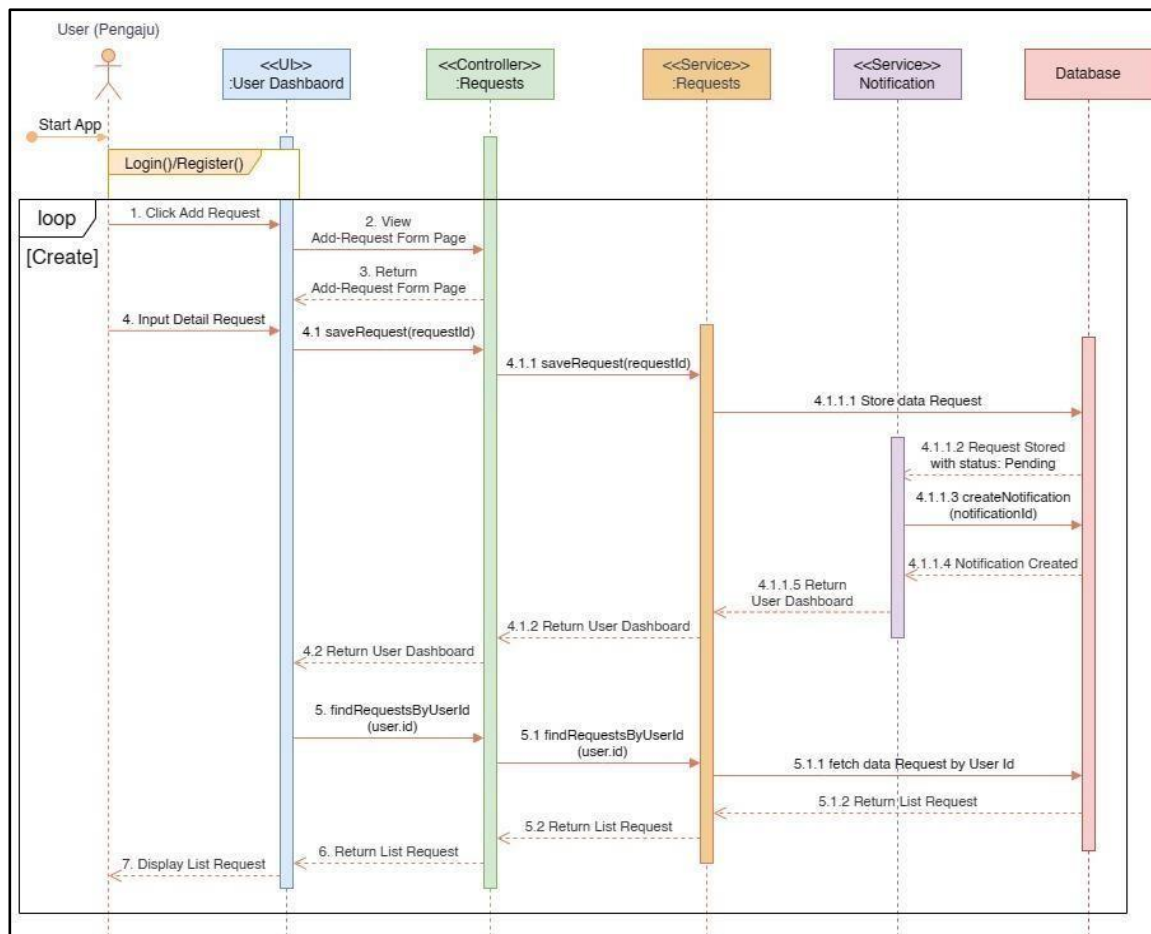 User (Pengaju)
<<UI>>
:User Dashbaord
<<Controller>>
:Requests
<<Service>>
:Requests
<<Service>>
Notification
Database
Start App
Login()/Register()
loop
[Create]
1. Click Add Request
2. View
Add-Request Form Page
3. Return
Add-Request Form Page
4. Input Detail Request
4.1 saveRequest(requestId)
4.1.1 saveRequest(requestId)
4.1.1.1 Store data Request
4.1.1.2 Request Stored
with status: Pending
4.1.1.3 createNotification
(notificationId)
4.1.1.4 Notification Created
4.1.1.5 Return
User Dashboard
4.1.2 Return User Dashboard
4.2 Return User Dashboard
5. findRequestsByUserId
(user.id)
5.1 findRequestsByUserId
(user.id)
5.1.1 fetch data Request by User Id
5.1.2 Return List Request
5.2 Return List Request
6. Return List Request
7. Display List Request